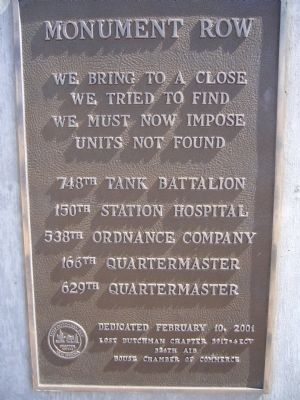 MONUMENT ROW
WE BRING TO A CLOSE
WE TRIED TO FIND
WE MUST NOW IMPOSE
UNITS NOT FOUND
748TH TANK BATTALION
150TH STATION HOSPITAL
538TH ORDNANCE COMPANY
166TH QUARTERMASTER
629TH QUARTERMASTER
DEDICATED FEBRUARY 10, 2001
LOST DUTCHMAN CHAPTER 3917-ECV
BOUSE CHAMBER OF COMMERCE